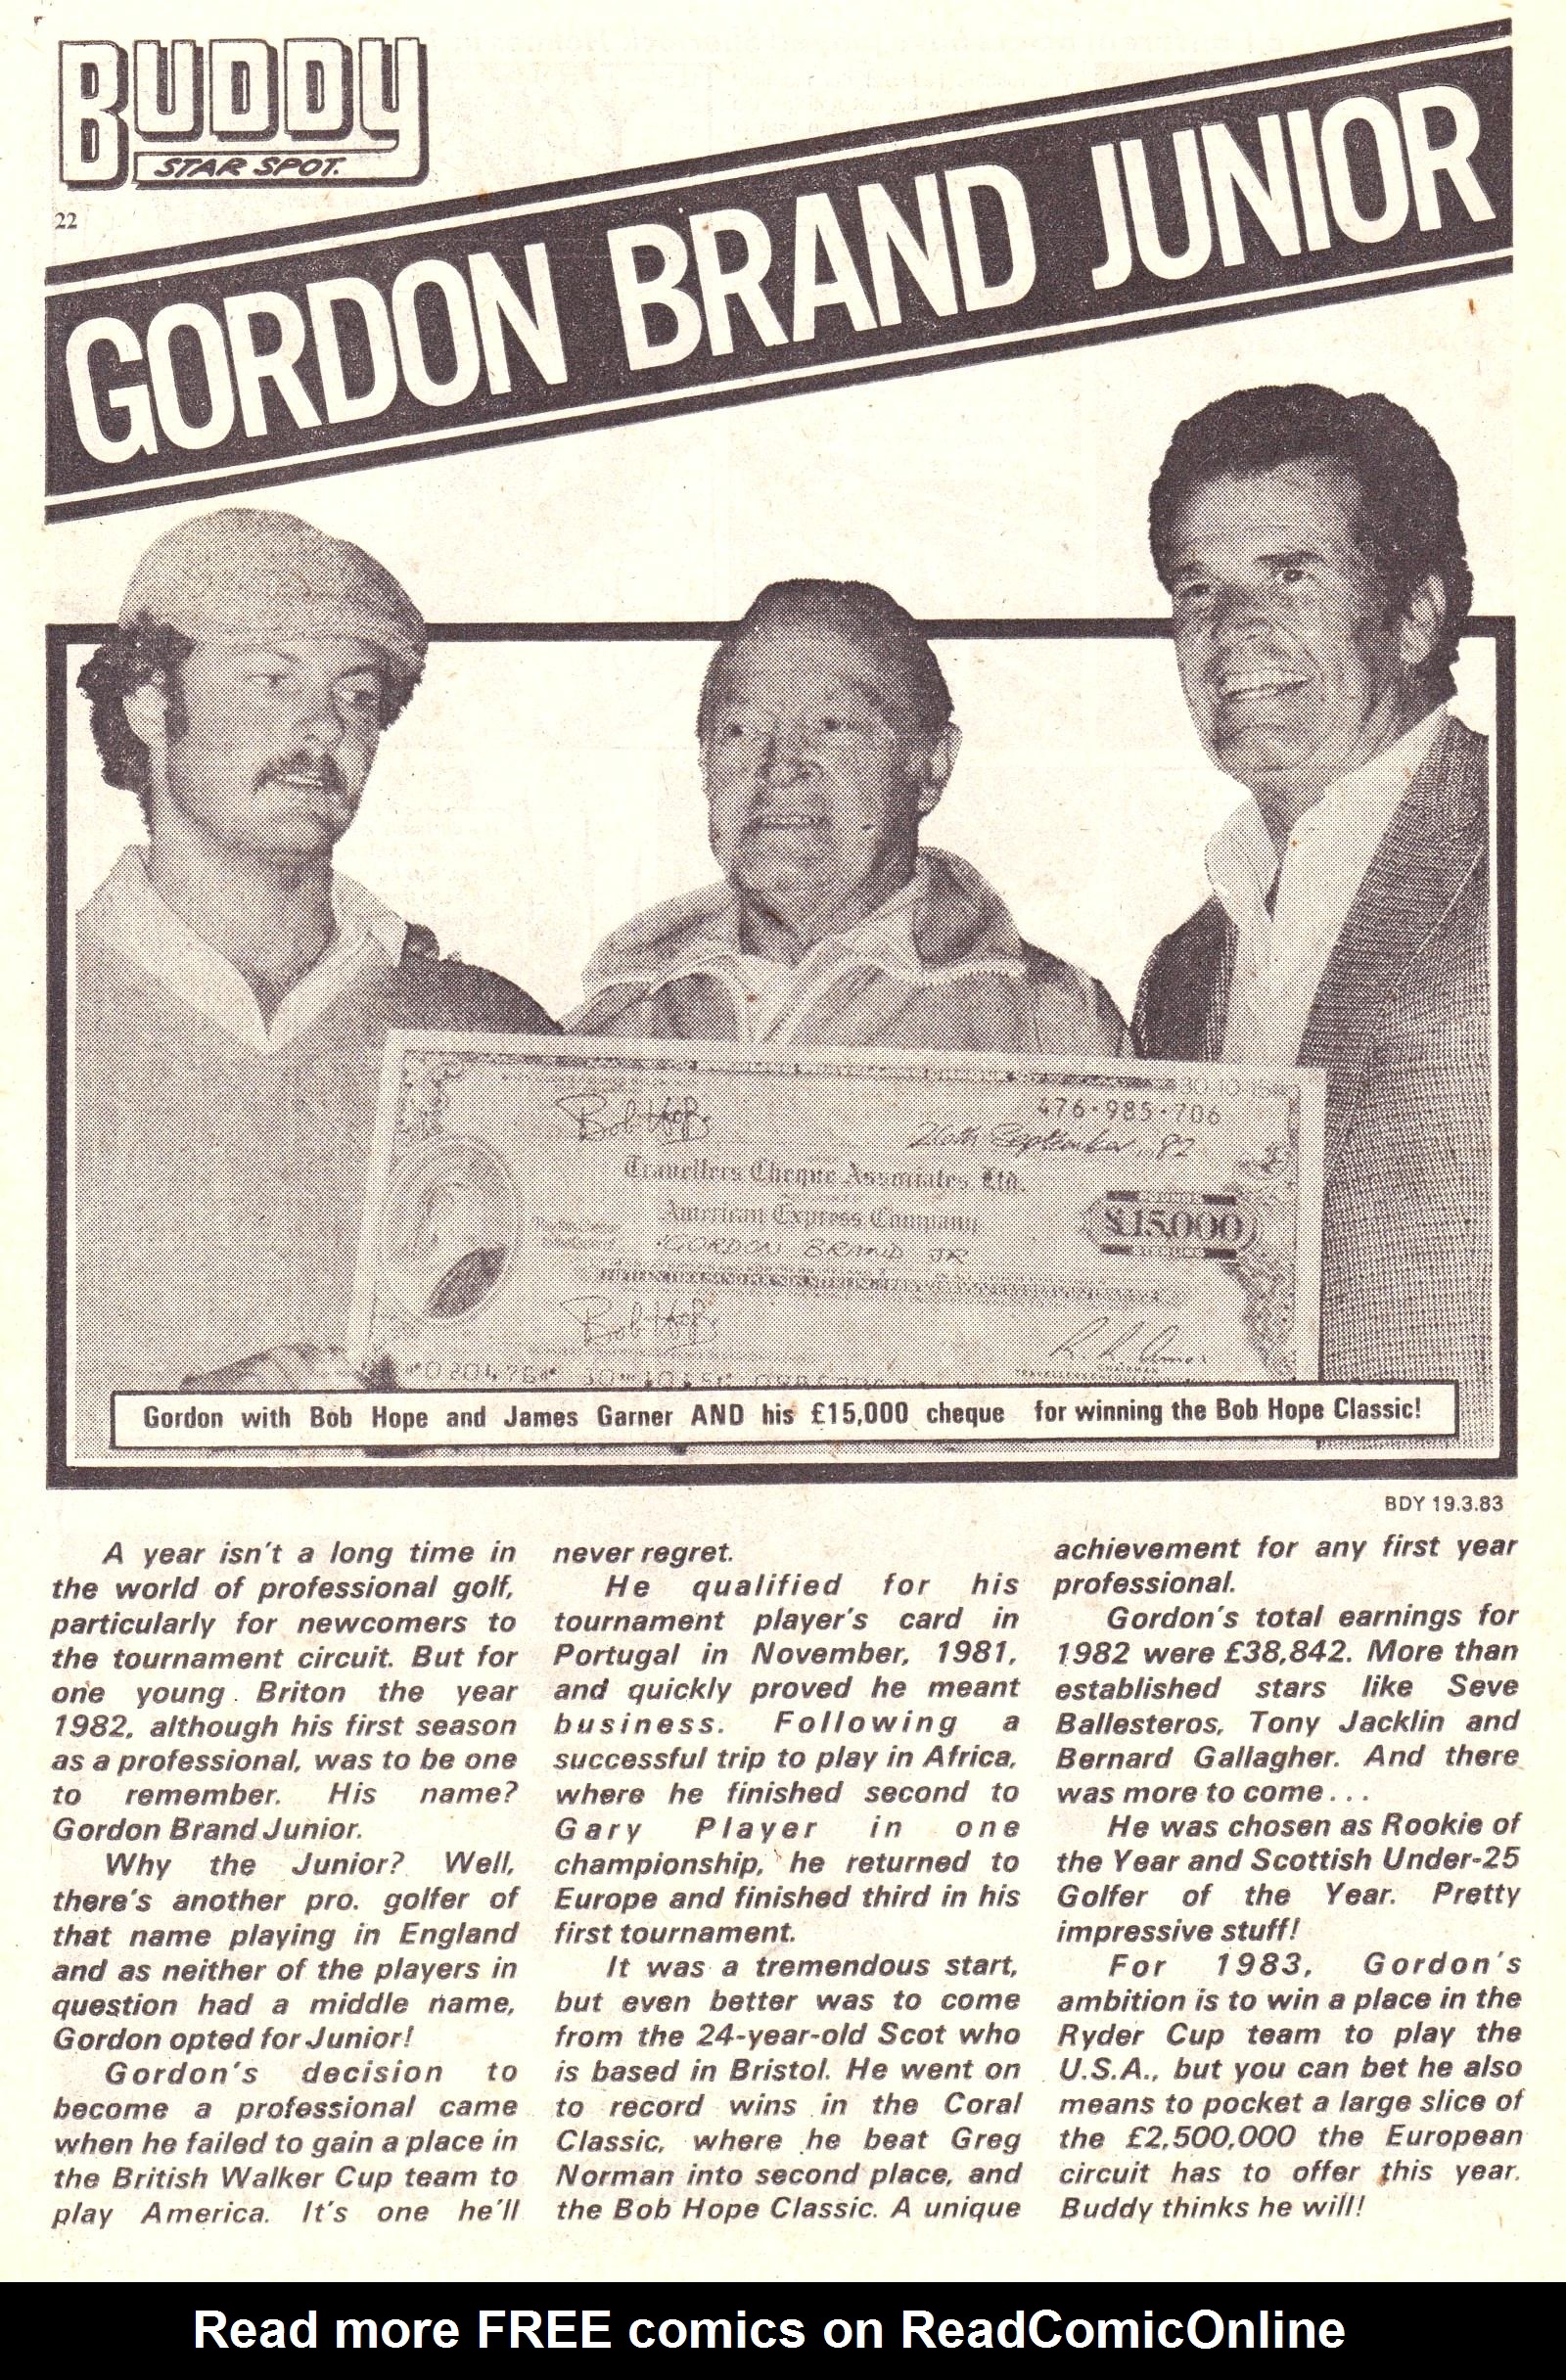 BUDDY
STAR SPOT.
22
GORDON BRAND JUNIOR
30.10.15
476·985·706
Bob Hope
26th September, 82
Travellers Cheque Associates, Ltd.
American Express Company
£15,000
GORDON BRAND JR
Bob Hope
Gordon with Bob Hope and James Garner AND his £15,000 cheque for winning the Bob Hope Classic!
BDY 19.3.83
A year isn't a long time in
the world of professional golf,
particularly for newcomers to
the tournament circuit. But for
one young Briton the year
1982, although his first season
as a professional, was to be one
to remember. His name?
Gordon Brand Junior.
Why the Junior? Well,
there's another pro. golfer of
that name playing in England
and as neither of the players in
question had a middle name,
Gordon opted for Junior!
Gordon's decision to
become a professional came
when he failed to gain a place in
the British Walker Cup team to
play America. It's one he'll
never regret.
He qualified for his
tournament player's card in
Portugal in November, 1981,
and quickly proved he meant
business. Following a
successful trip to play in Africa,
where he finished second to
Gary Player in one
championship, he returned to
Europe and finished third in his
first tournament.
It was a tremendous start,
but even better was to come
from the 24-year-old Scot who
is based in Bristol. He went on
to record wins in the Coral
Classic, where he beat Greg
Norman into second place, and
the Bob Hope Classic. A unique
achievement for any first year
professional.
Gordon's total earnings for
1982 were £38,842. More than
established stars like Seve
Ballesteros, Tony Jacklin and
Bernard Gallagher. And there
was more to come...
He was chosen as Rookie of
the Year and Scottish Under-25
Golfer of the Year. Pretty
impressive stuff!
For 1983, Gordon's
ambition is to win a place in the
Ryder Cup team to play the
U.S.A., but you can bet he also
means to pocket a large slice of
the £2,500,000 the European
circuit has to offer this year.
Buddy thinks he will!
Read more FREE comics on ReadComicOnline